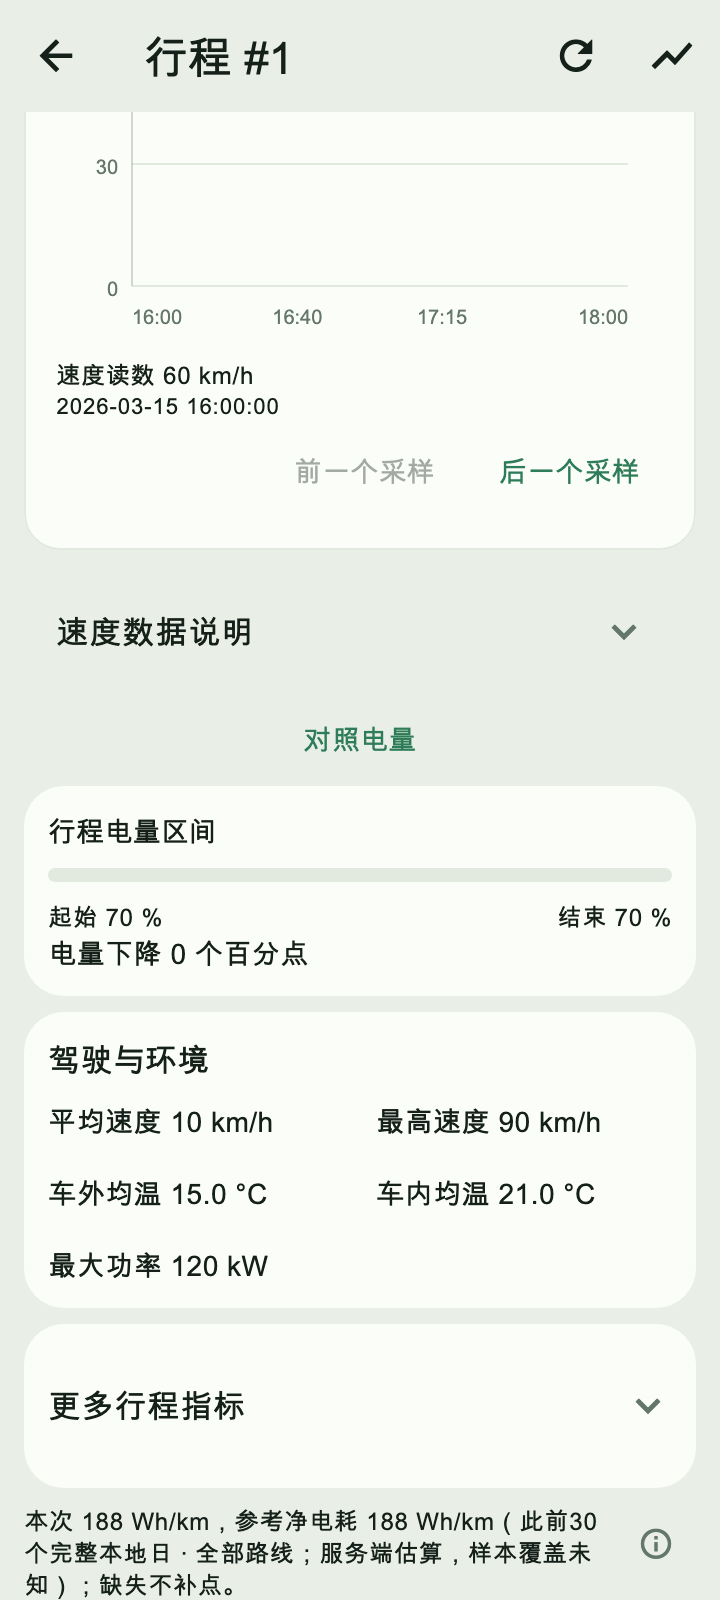 行程 #1
30
0
16:00 16:40 17:15 18:00
速度读数 60 km/h
2026-03-15 16:00:00
前一个采样 后一个采样
速度数据说明
对照电量
行程电量区间
起始 70 % 结束 70 %
电量下降 0 个百分点
驾驶与环境
平均速度 10 km/h 最高速度 90 km/h
车外均温 15.0 °C 车内均温 21.0 °C
最大功率 120 kW
更多行程指标
本次 188 Wh/km，参考净电耗 188 Wh/km（此前30
个完整本地日 · 全部路线；服务端估算，样本覆盖未
知）；缺失不补点。